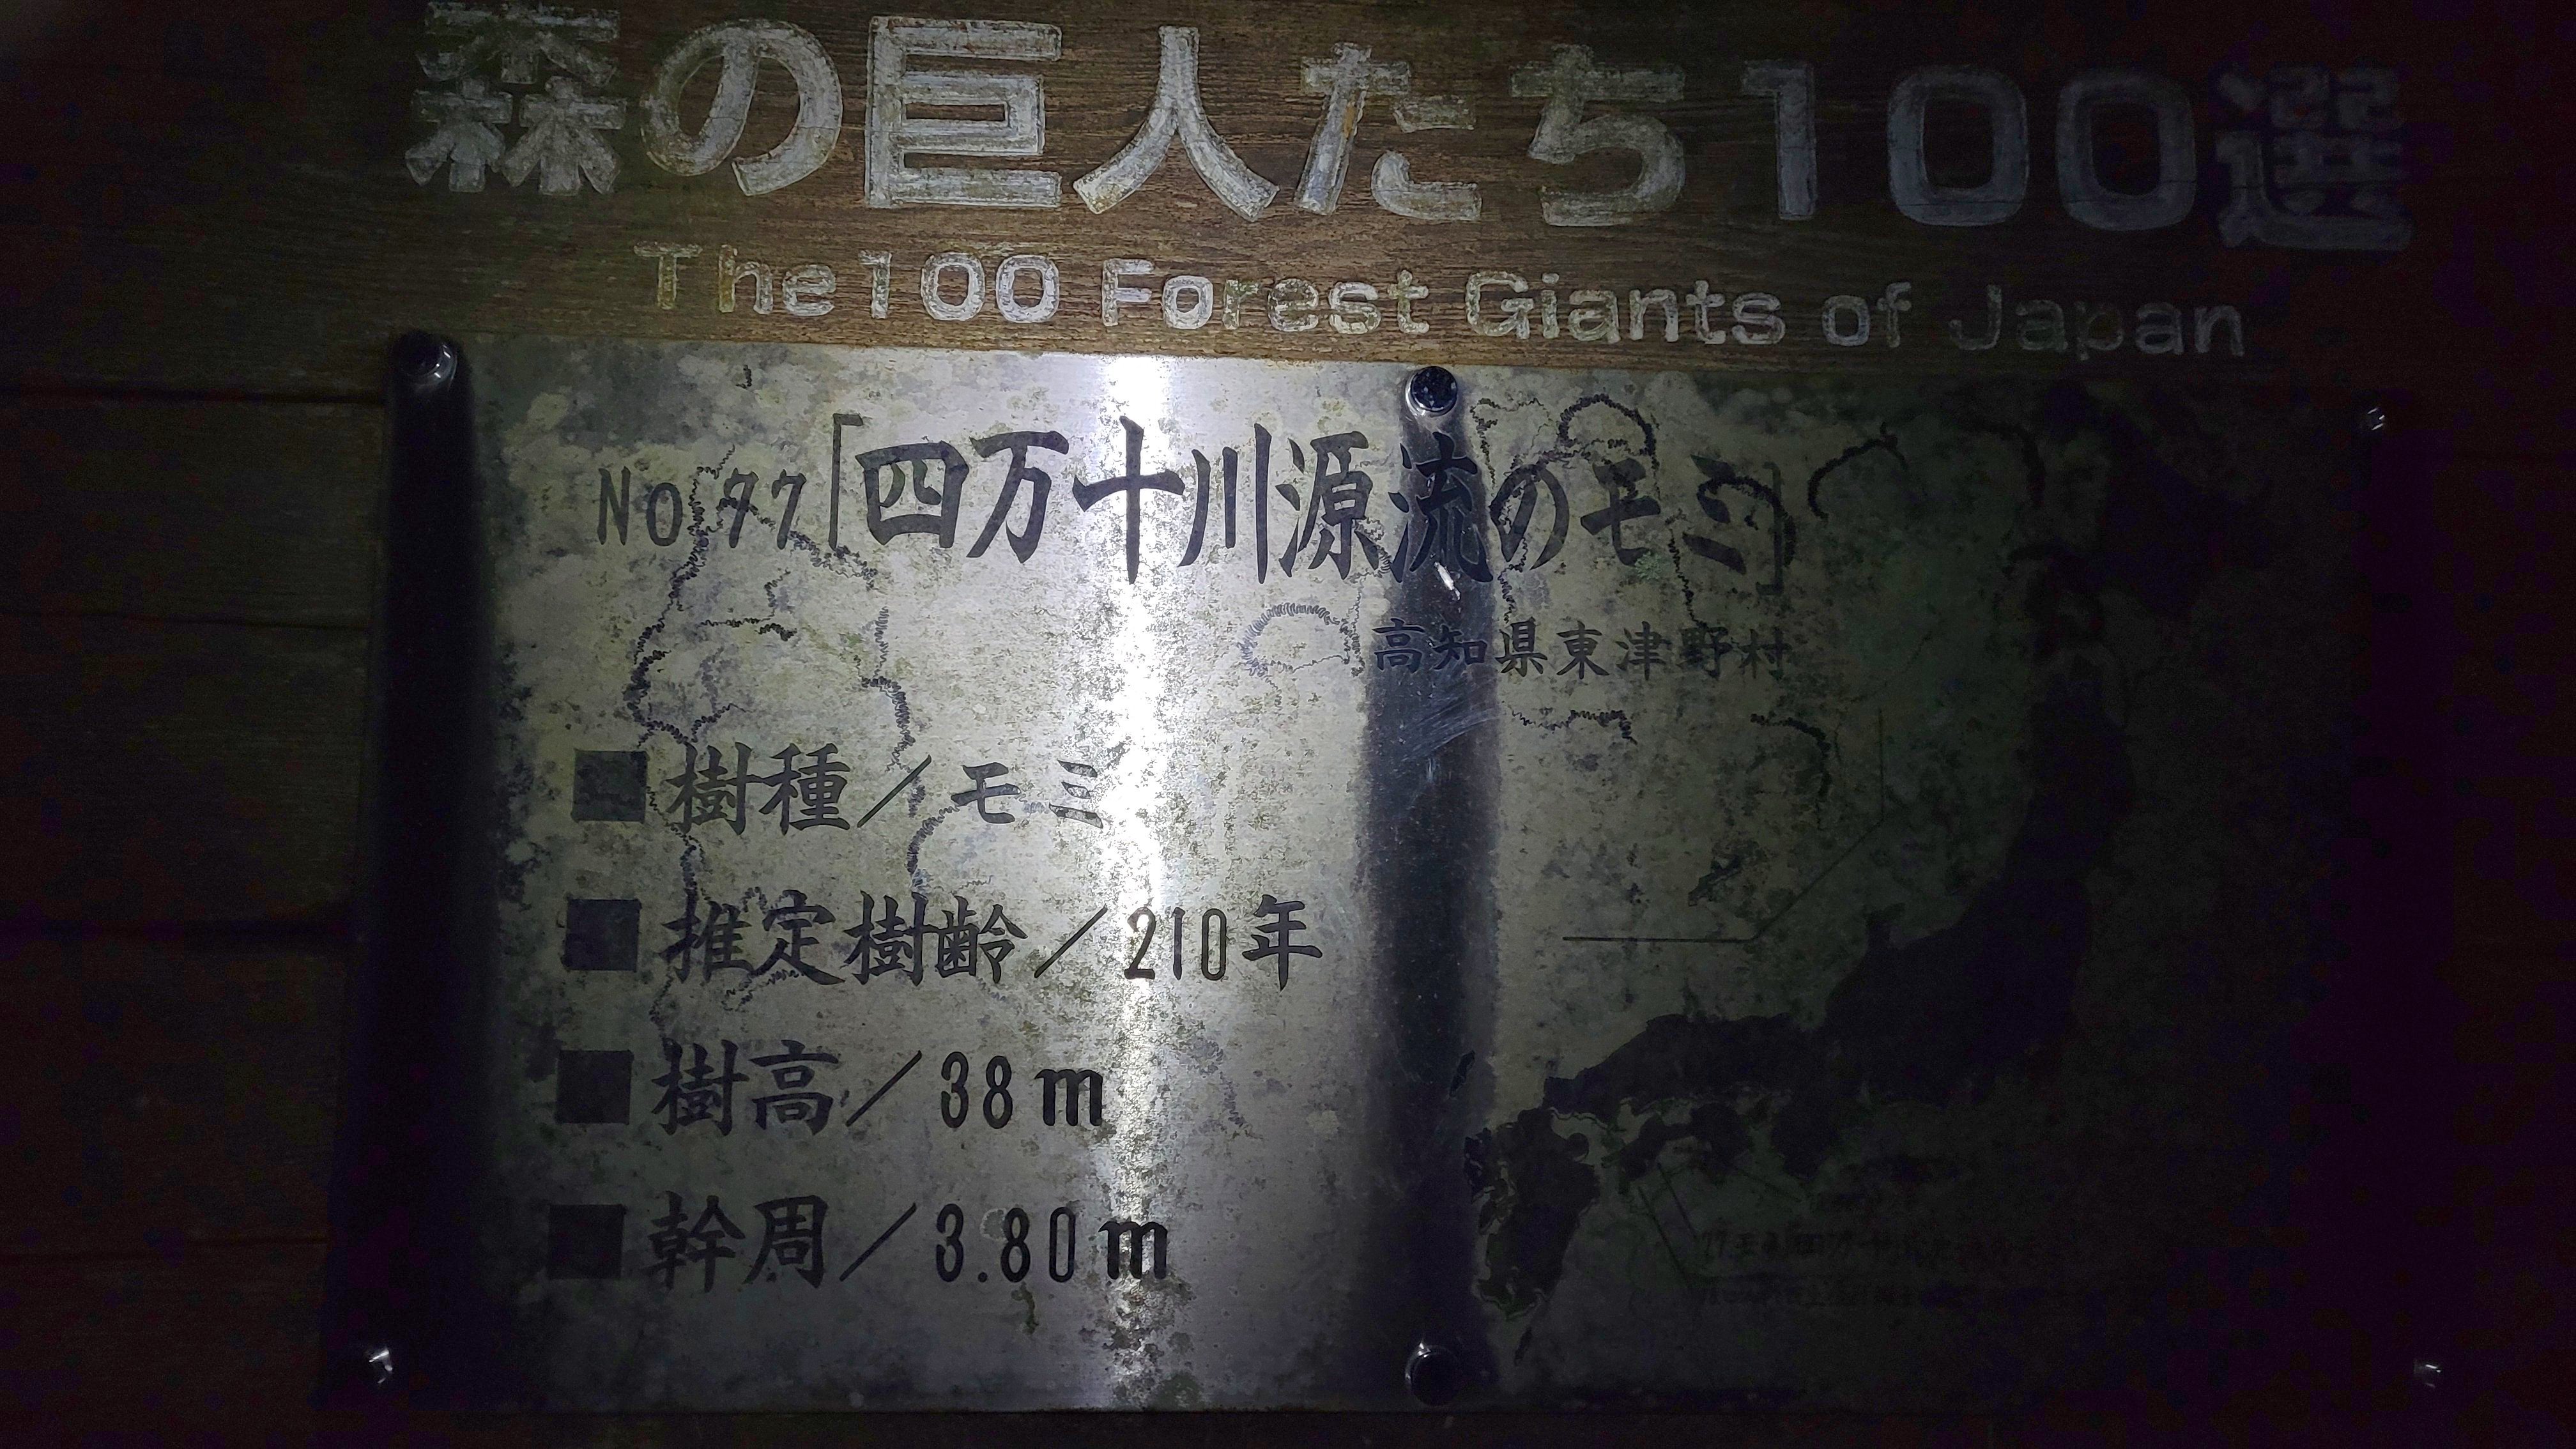 森の巨人たち100選
The 100 Forest Giants of Japan
No.77「四万十川源流のモミ」
高知県東津野村
■樹種／モミ
■推定樹齢／210年
■樹高／38m
■幹周／3.80m